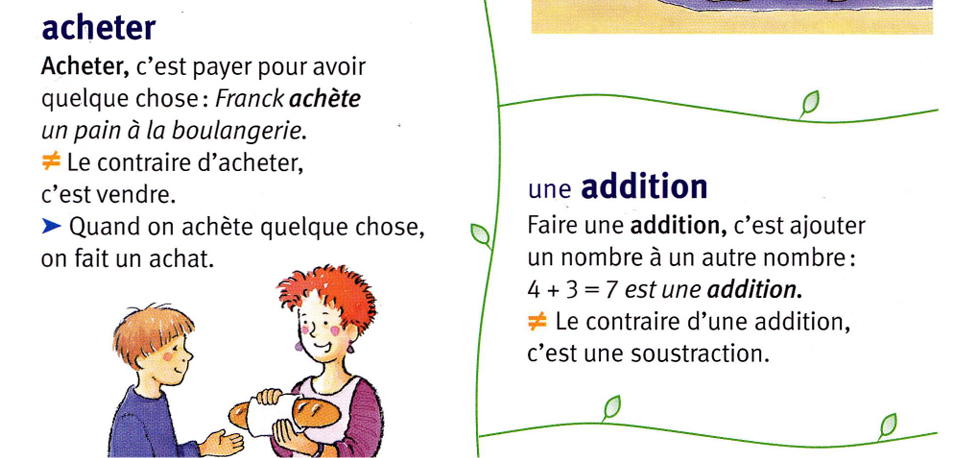 acheter
Acheter, c'est payer pour avoir
quelque chose : Franck achète
un pain à la boulangerie.
≠ Le contraire d'acheter,
c'est vendre.
➤ Quand on achète quelque chose,
on fait un achat.
une addition
Faire une addition, c'est ajouter
un nombre à un autre nombre :
4 + 3 = 7 est une addition.
≠ Le contraire d'une addition,
c'est une soustraction.